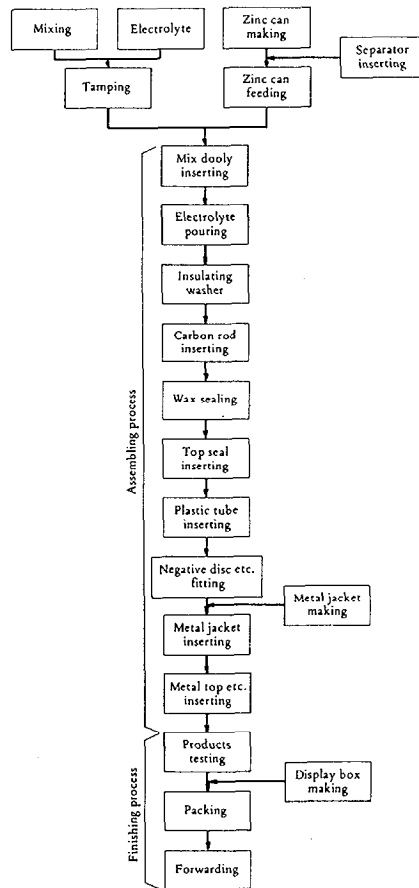 Mixing
Electrolyte
Zinc can
making
Separator
inserting
Tamping
Zinc can
feeding
Mix dooly
inserting
Electrolyte
pouring
Insulating
washer
Carbon rod
inserting
Wax sealing
Top seal
inserting
Plastic tube
inserting
Negative disc etc.
fitting
Metal jacket
making
Metal jacket
inserting
Metal top etc.
inserting
Assembling process
Products
testing
Display box
making
Packing
Forwarding
Finishing process